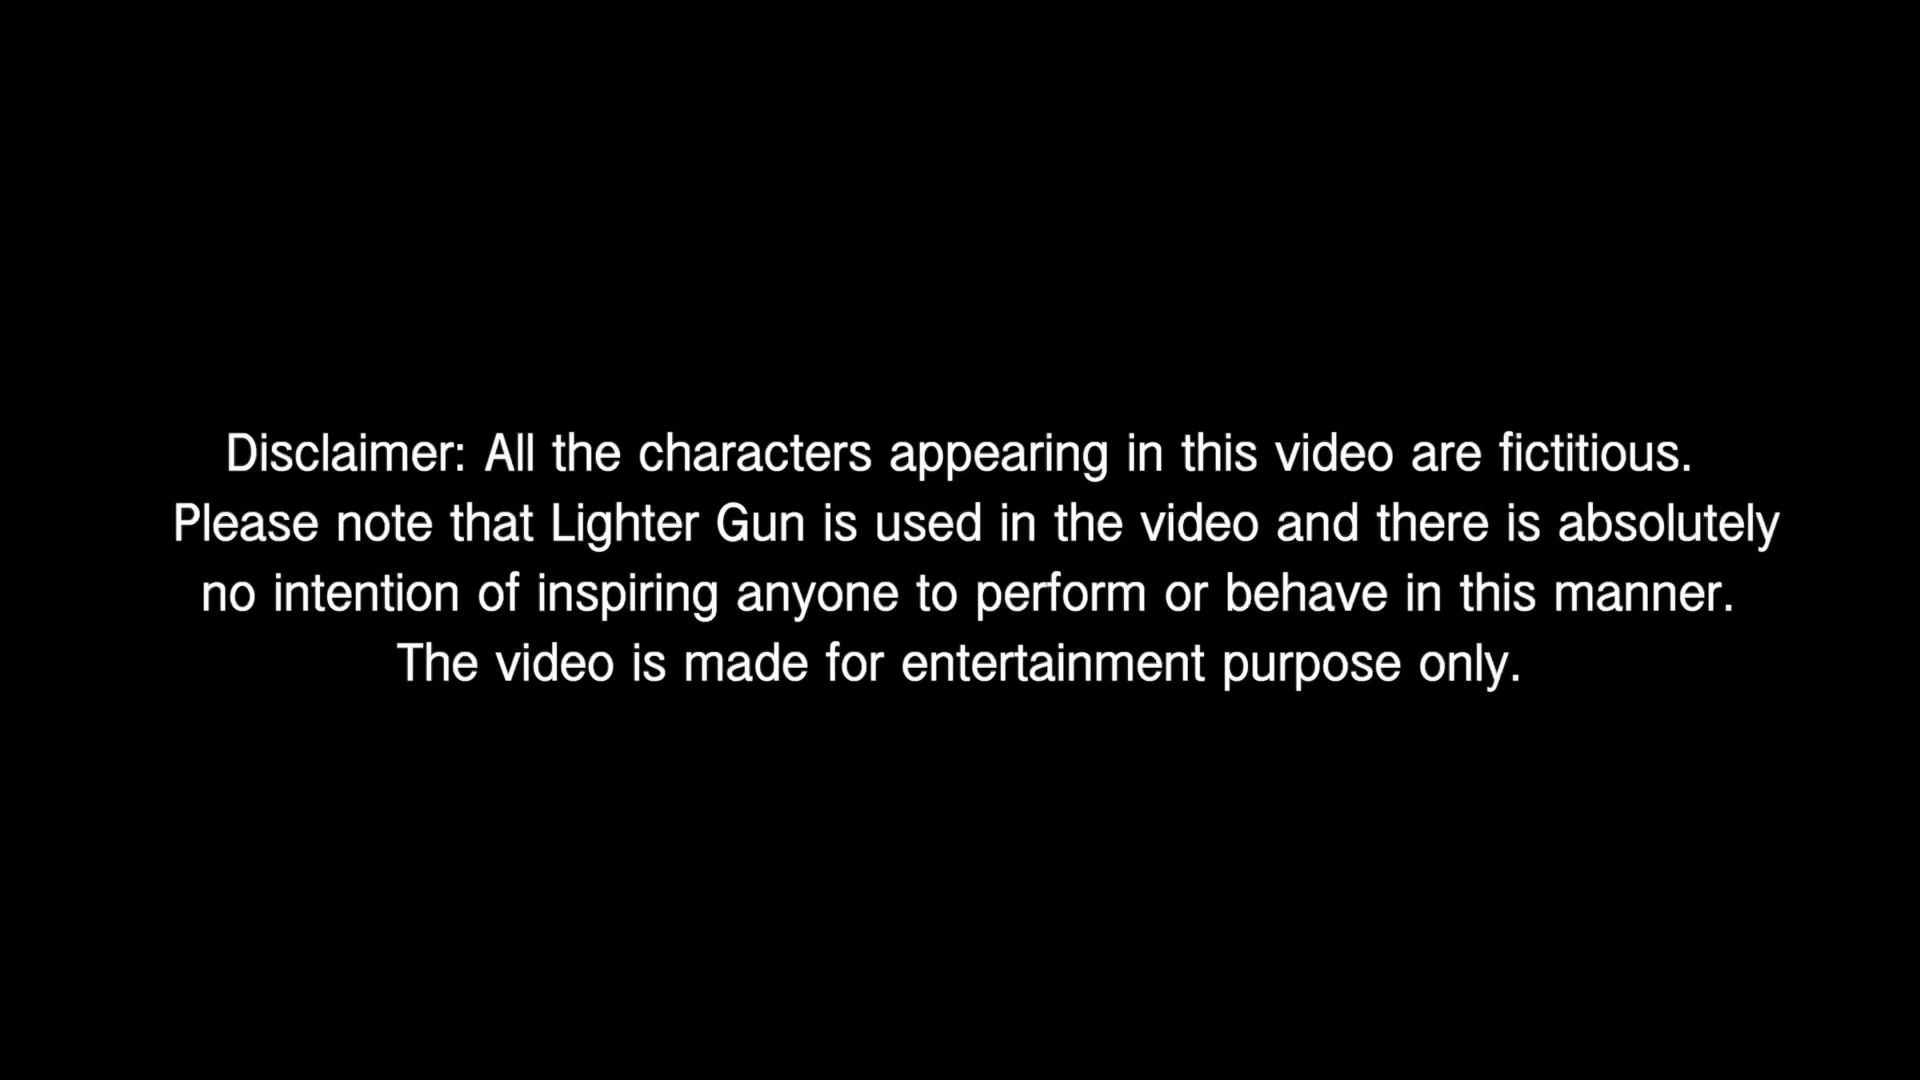 Disclaimer: All the characters appearing in this video are fictitious.
Please note that Lighter Gun is used in the video and there is absolutely
no intention of inspiring anyone to perform or behave in this manner.
The video is made for entertainment purpose only.